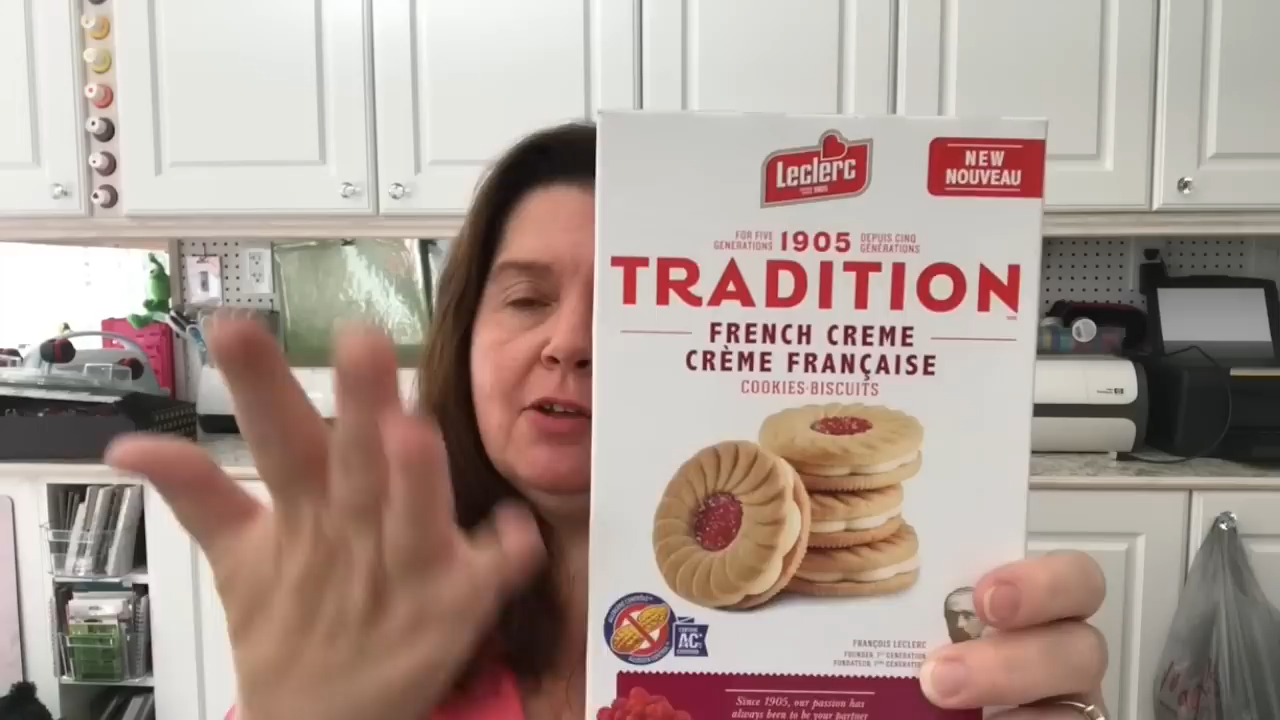 Leclerc
NEW
NOUVEAU
FOR FIVE GENERATIONS 1905 DEPUIS CINQ GÉNÉRATIONS
TRADITION
FRENCH CREME
CRÈME FRANÇAISE
COOKIES·BISCUITS
AC
FRANÇOIS LECLERC
FOUNDER, 1ST GENERATION
FONDATEUR, 1ÈRE GÉNÉRATION
Since 1905, our passion has
always been to be your partner